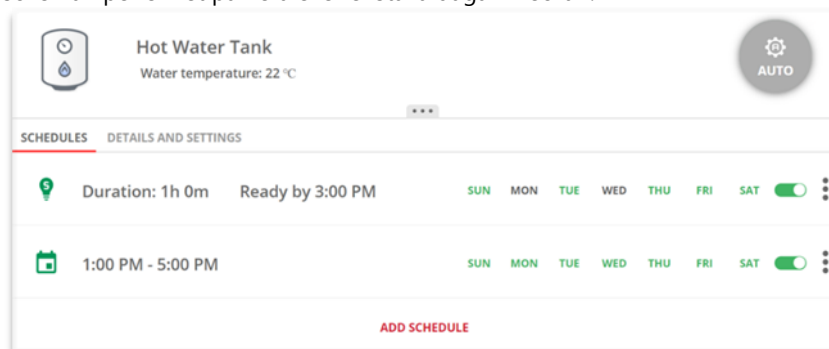 Hot Water Tank
Water temperature: 22 °C
AUTO
SCHEDULES DETAILS AND SETTINGS
S
Duration: 1h 0m Ready by 3:00 PM SUN MON TUE WED THU FRI SAT
1:00 PM - 5:00 PM SUN MON TUE WED THU FRI SAT
ADD SCHEDULE